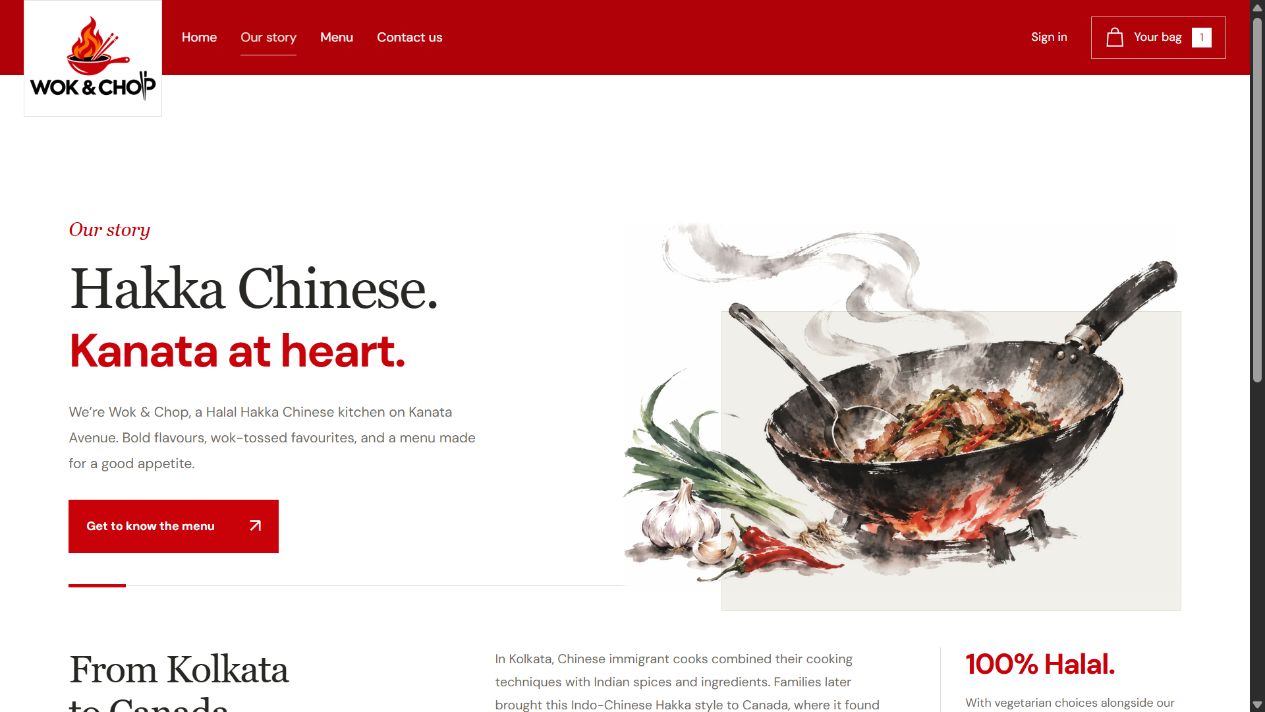 WOK & CHOP
Home
Our story
Menu
Contact us
Sign in
Your bag
1
Our story
Hakka Chinese.
Kanata at heart.
We’re Wok & Chop, a Halal Hakka Chinese kitchen on Kanata
Avenue. Bold flavours, wok-tossed favourites, and a menu made
for a good appetite.
Get to know the menu
From Kolkata
to Canada
In Kolkata, Chinese immigrant cooks combined their cooking
techniques with Indian spices and ingredients. Families later
brought this Indo-Chinese Hakka style to Canada, where it found
100% Halal.
With vegetarian choices alongside our